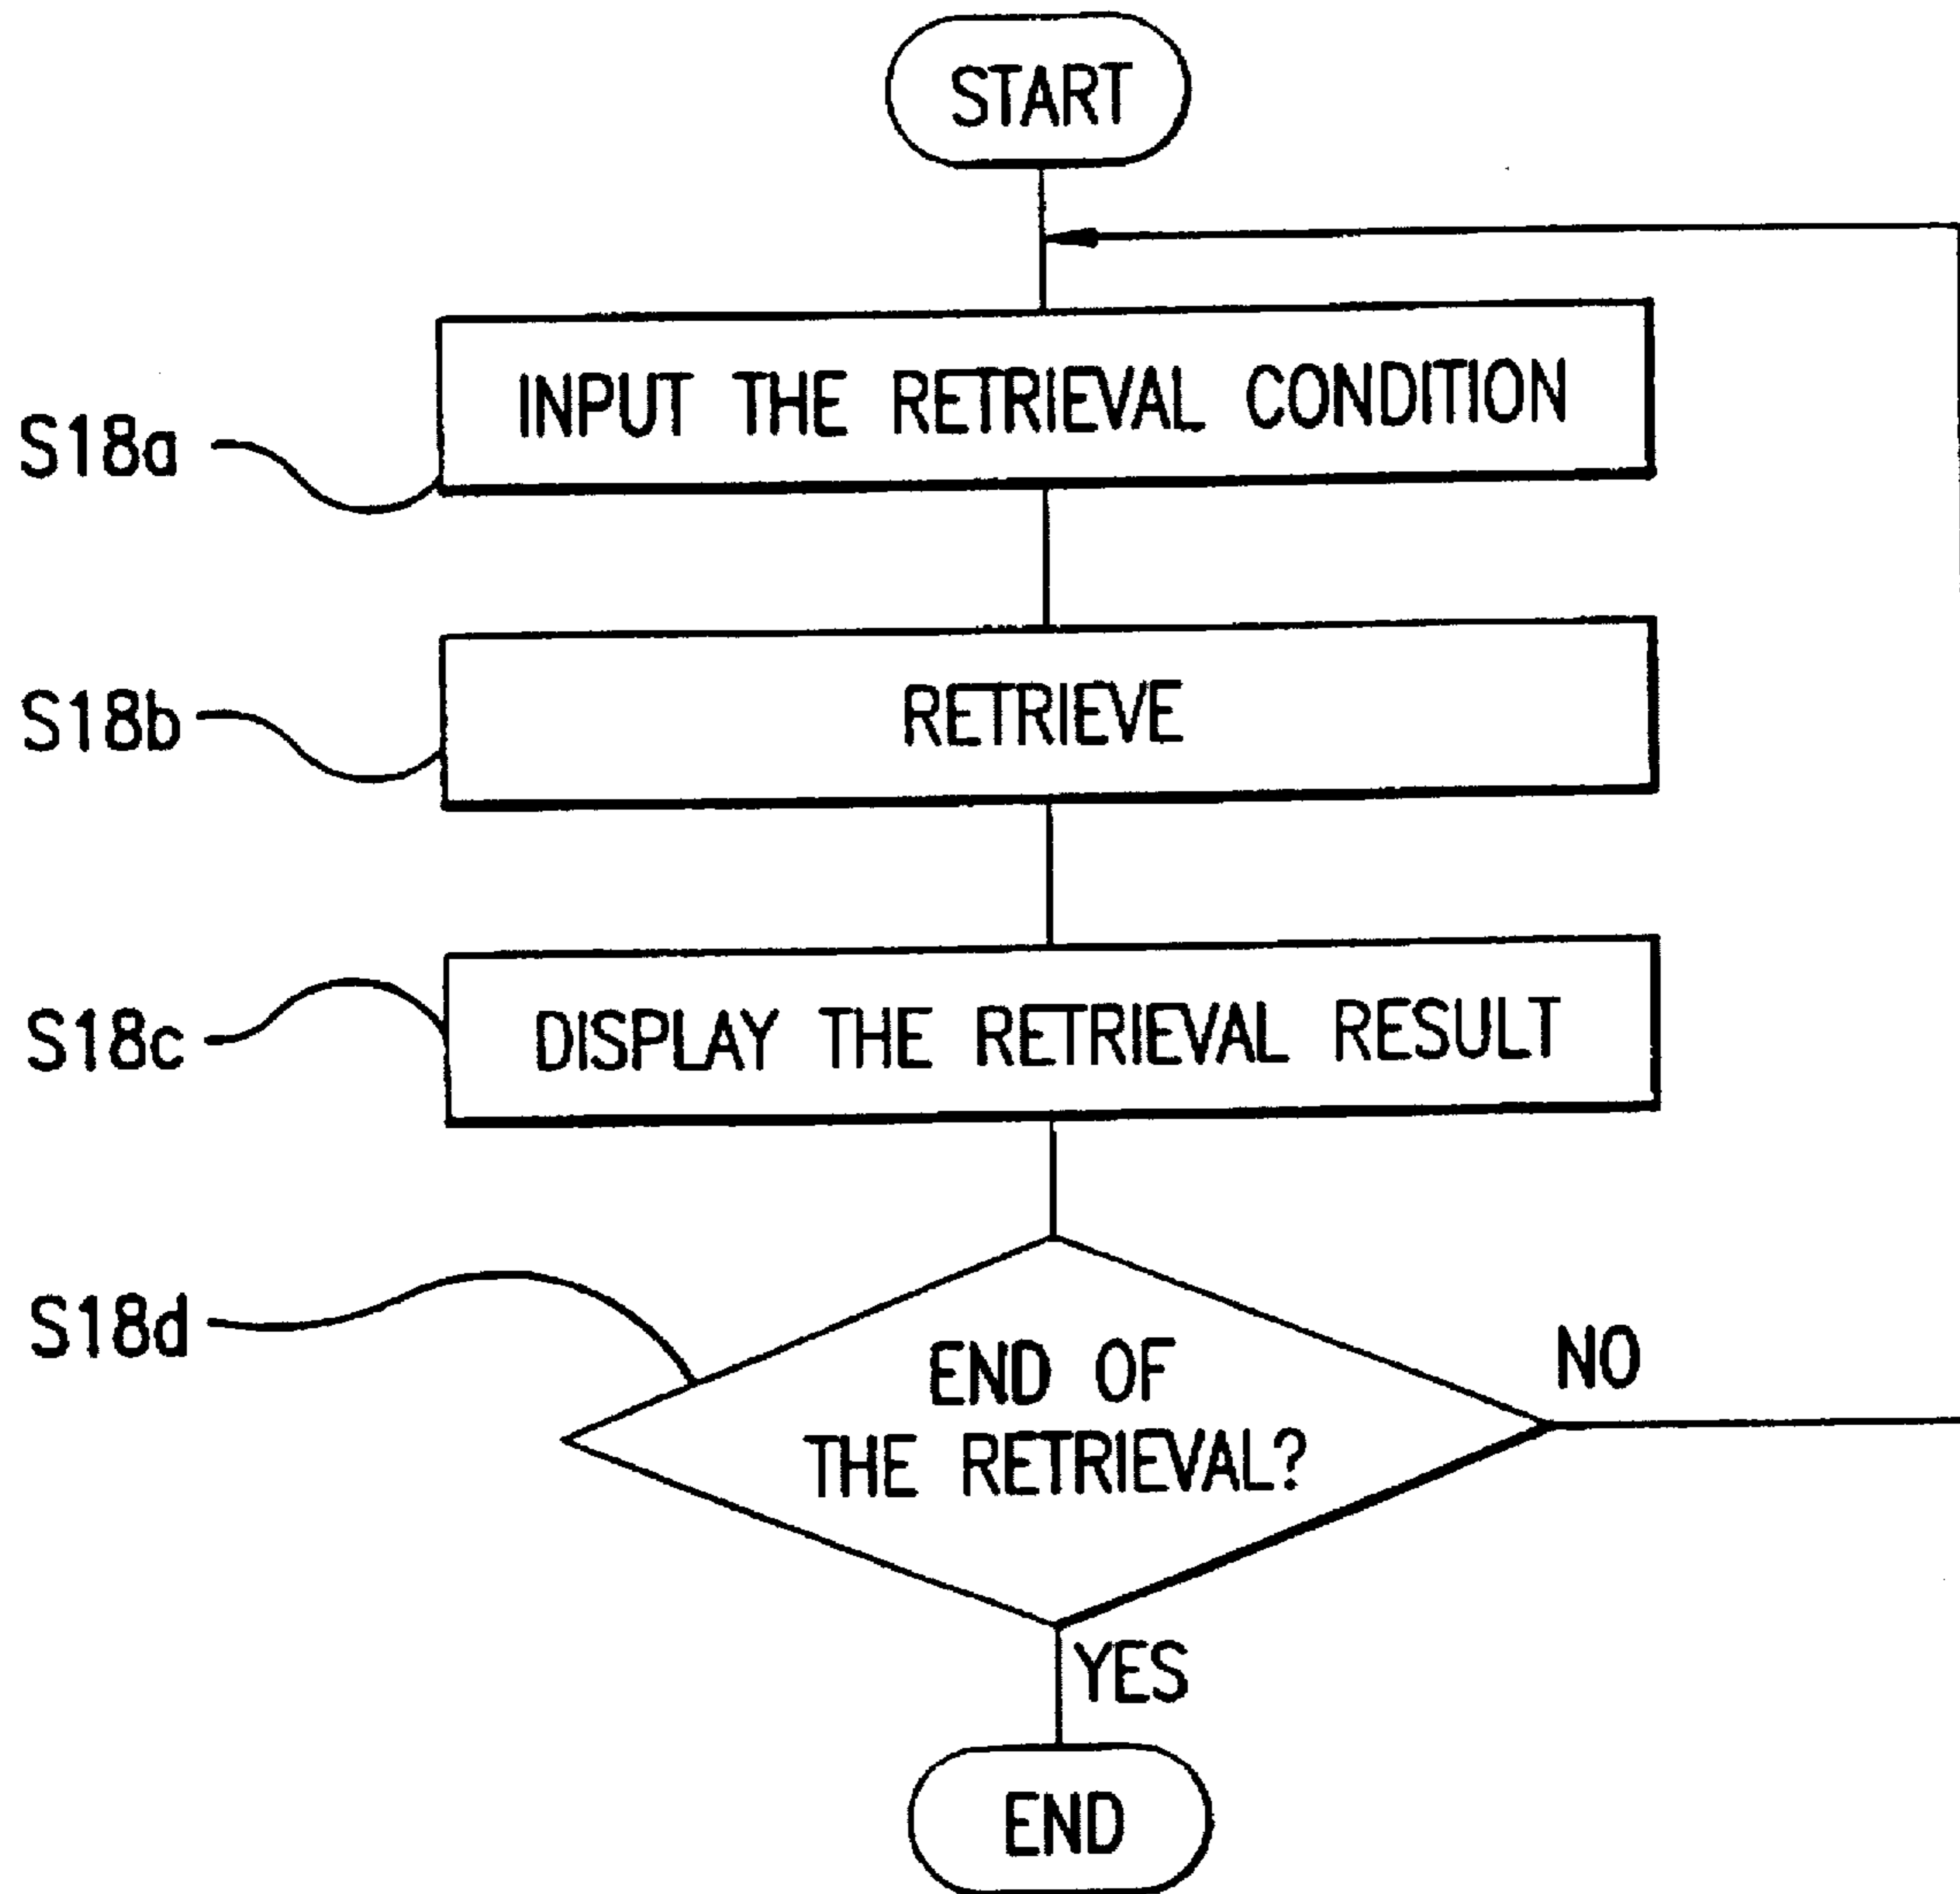 START
INPUT THE RETRIEVAL CONDITION
S18a
RETRIEVE
S18b
DISPLAY THE RETRIEVAL RESULT
S18c
S18d
END OF
THE RETRIEVAL?
NO
YES
END